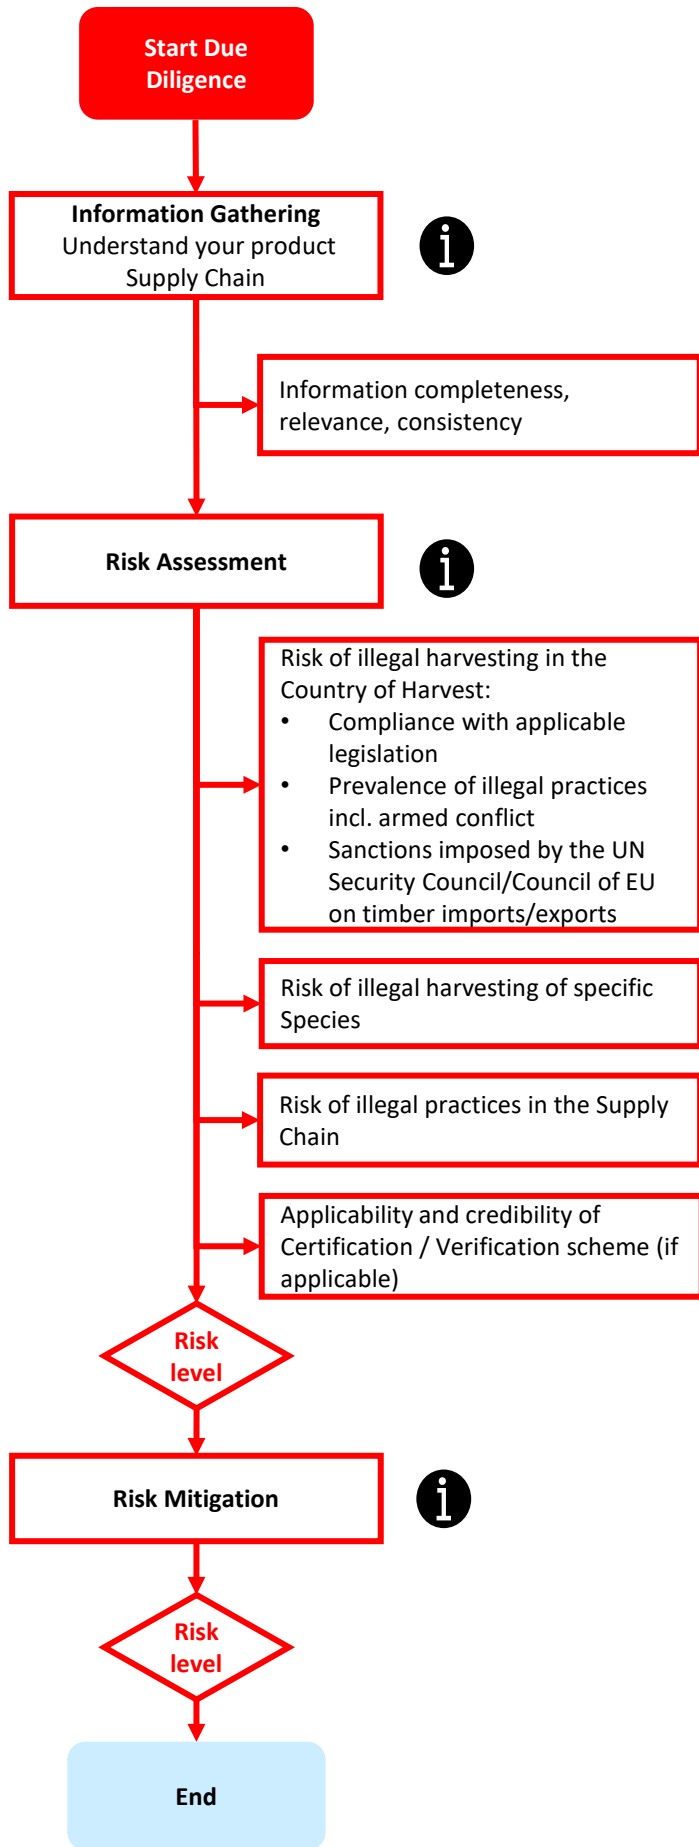 Start Due
Diligence
Information Gathering
Understand your product
Supply Chain
Information completeness,
relevance, consistency
Risk Assessment
Risk of illegal harvesting in the
Country of Harvest:
• Compliance with applicable
legislation
• Prevalence of illegal practices
incl. armed conflict
• Sanctions imposed by the UN
Security Council/Council of EU
on timber imports/exports
Risk of illegal harvesting of specific
Species
Risk of illegal practices in the Supply
Chain
Applicability and credibility of
Certification / Verification scheme (if
applicable)
Risk
level
Risk Mitigation
Risk
level
End